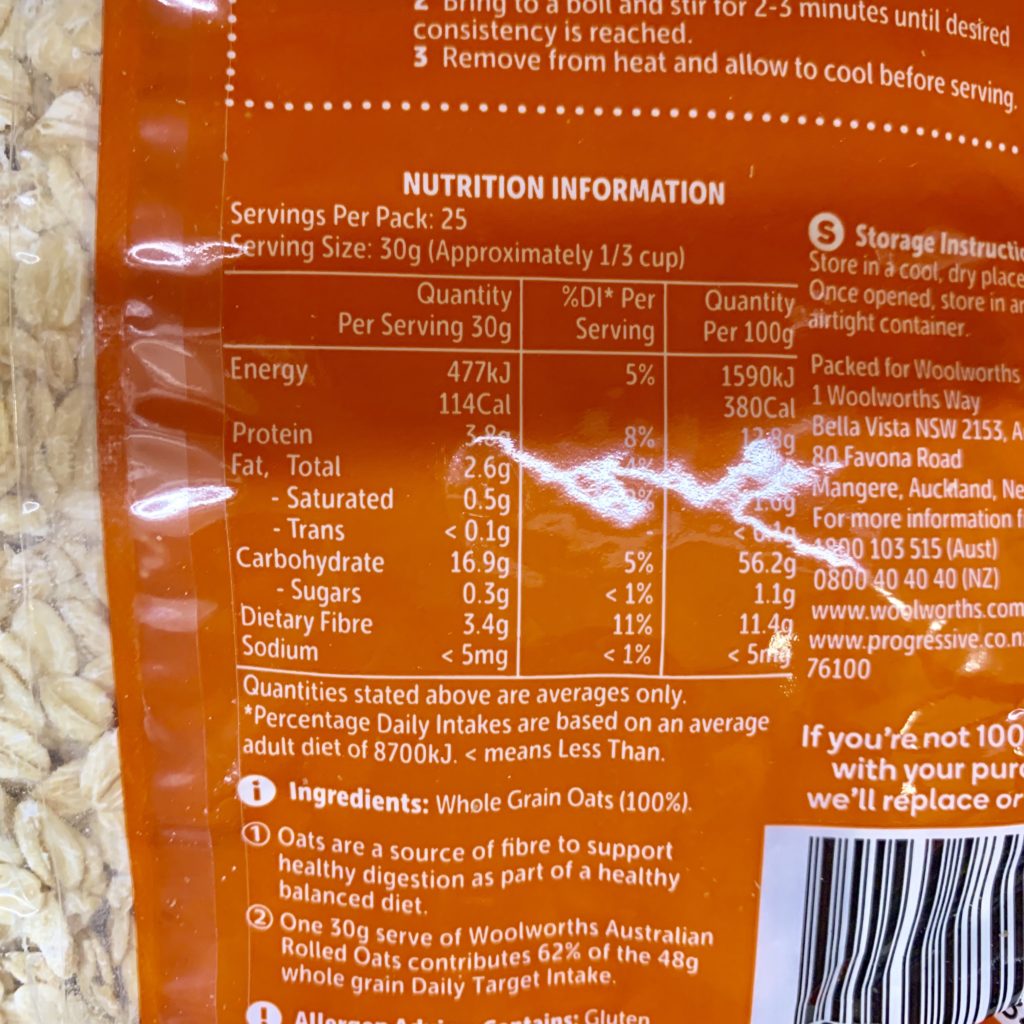 2 Bring to a boil and stir for 2-3 minutes until desired
consistency is reached.
3 Remove from heat and allow to cool before serving.
NUTRITION INFORMATION
Servings Per Pack: 25
Serving Size: 30g (Approximately 1/3 cup)
Quantity Per Serving 30g %DI* Per Serving Quantity Per 100g
Energy 477kJ 5% 1590kJ
114Cal 380Cal
Protein 3.8g 8%
Fat, Total 2.6g
- Saturated 0.5g
- Trans < 0.1g
Carbohydrate 16.9g 5% 56.2g
- Sugars 0.3g < 1% 1.1g
Dietary Fibre 3.4g 11% 11.4g
Sodium < 5mg < 1% < 5mg
Quantities stated above are averages only.
*Percentage Daily Intakes are based on an average
adult diet of 8700kJ. < means Less Than.
i Ingredients: Whole Grain Oats (100%).
1 Oats are a source of fibre to support
healthy digestion as part of a healthy
balanced diet.
2 One 30g serve of Woolworths Australian
Rolled Oats contributes 62% of the 48g
whole grain Daily Target Intake.
Contains: Gluten
S Storage
Store in a cool, dry place
Once opened, store in
airtight container.
Packed for Woolworths
1 Woolworths Way
Bella Vista NSW 2153,
80 Favona Road
Mangere, Auckland,
For more information
103 515 (Aust)
0800 40 40 40 (NZ)
www.woolworths.com
www.progressive.co.n
76100
If you're not 100
with your
we'll replace or